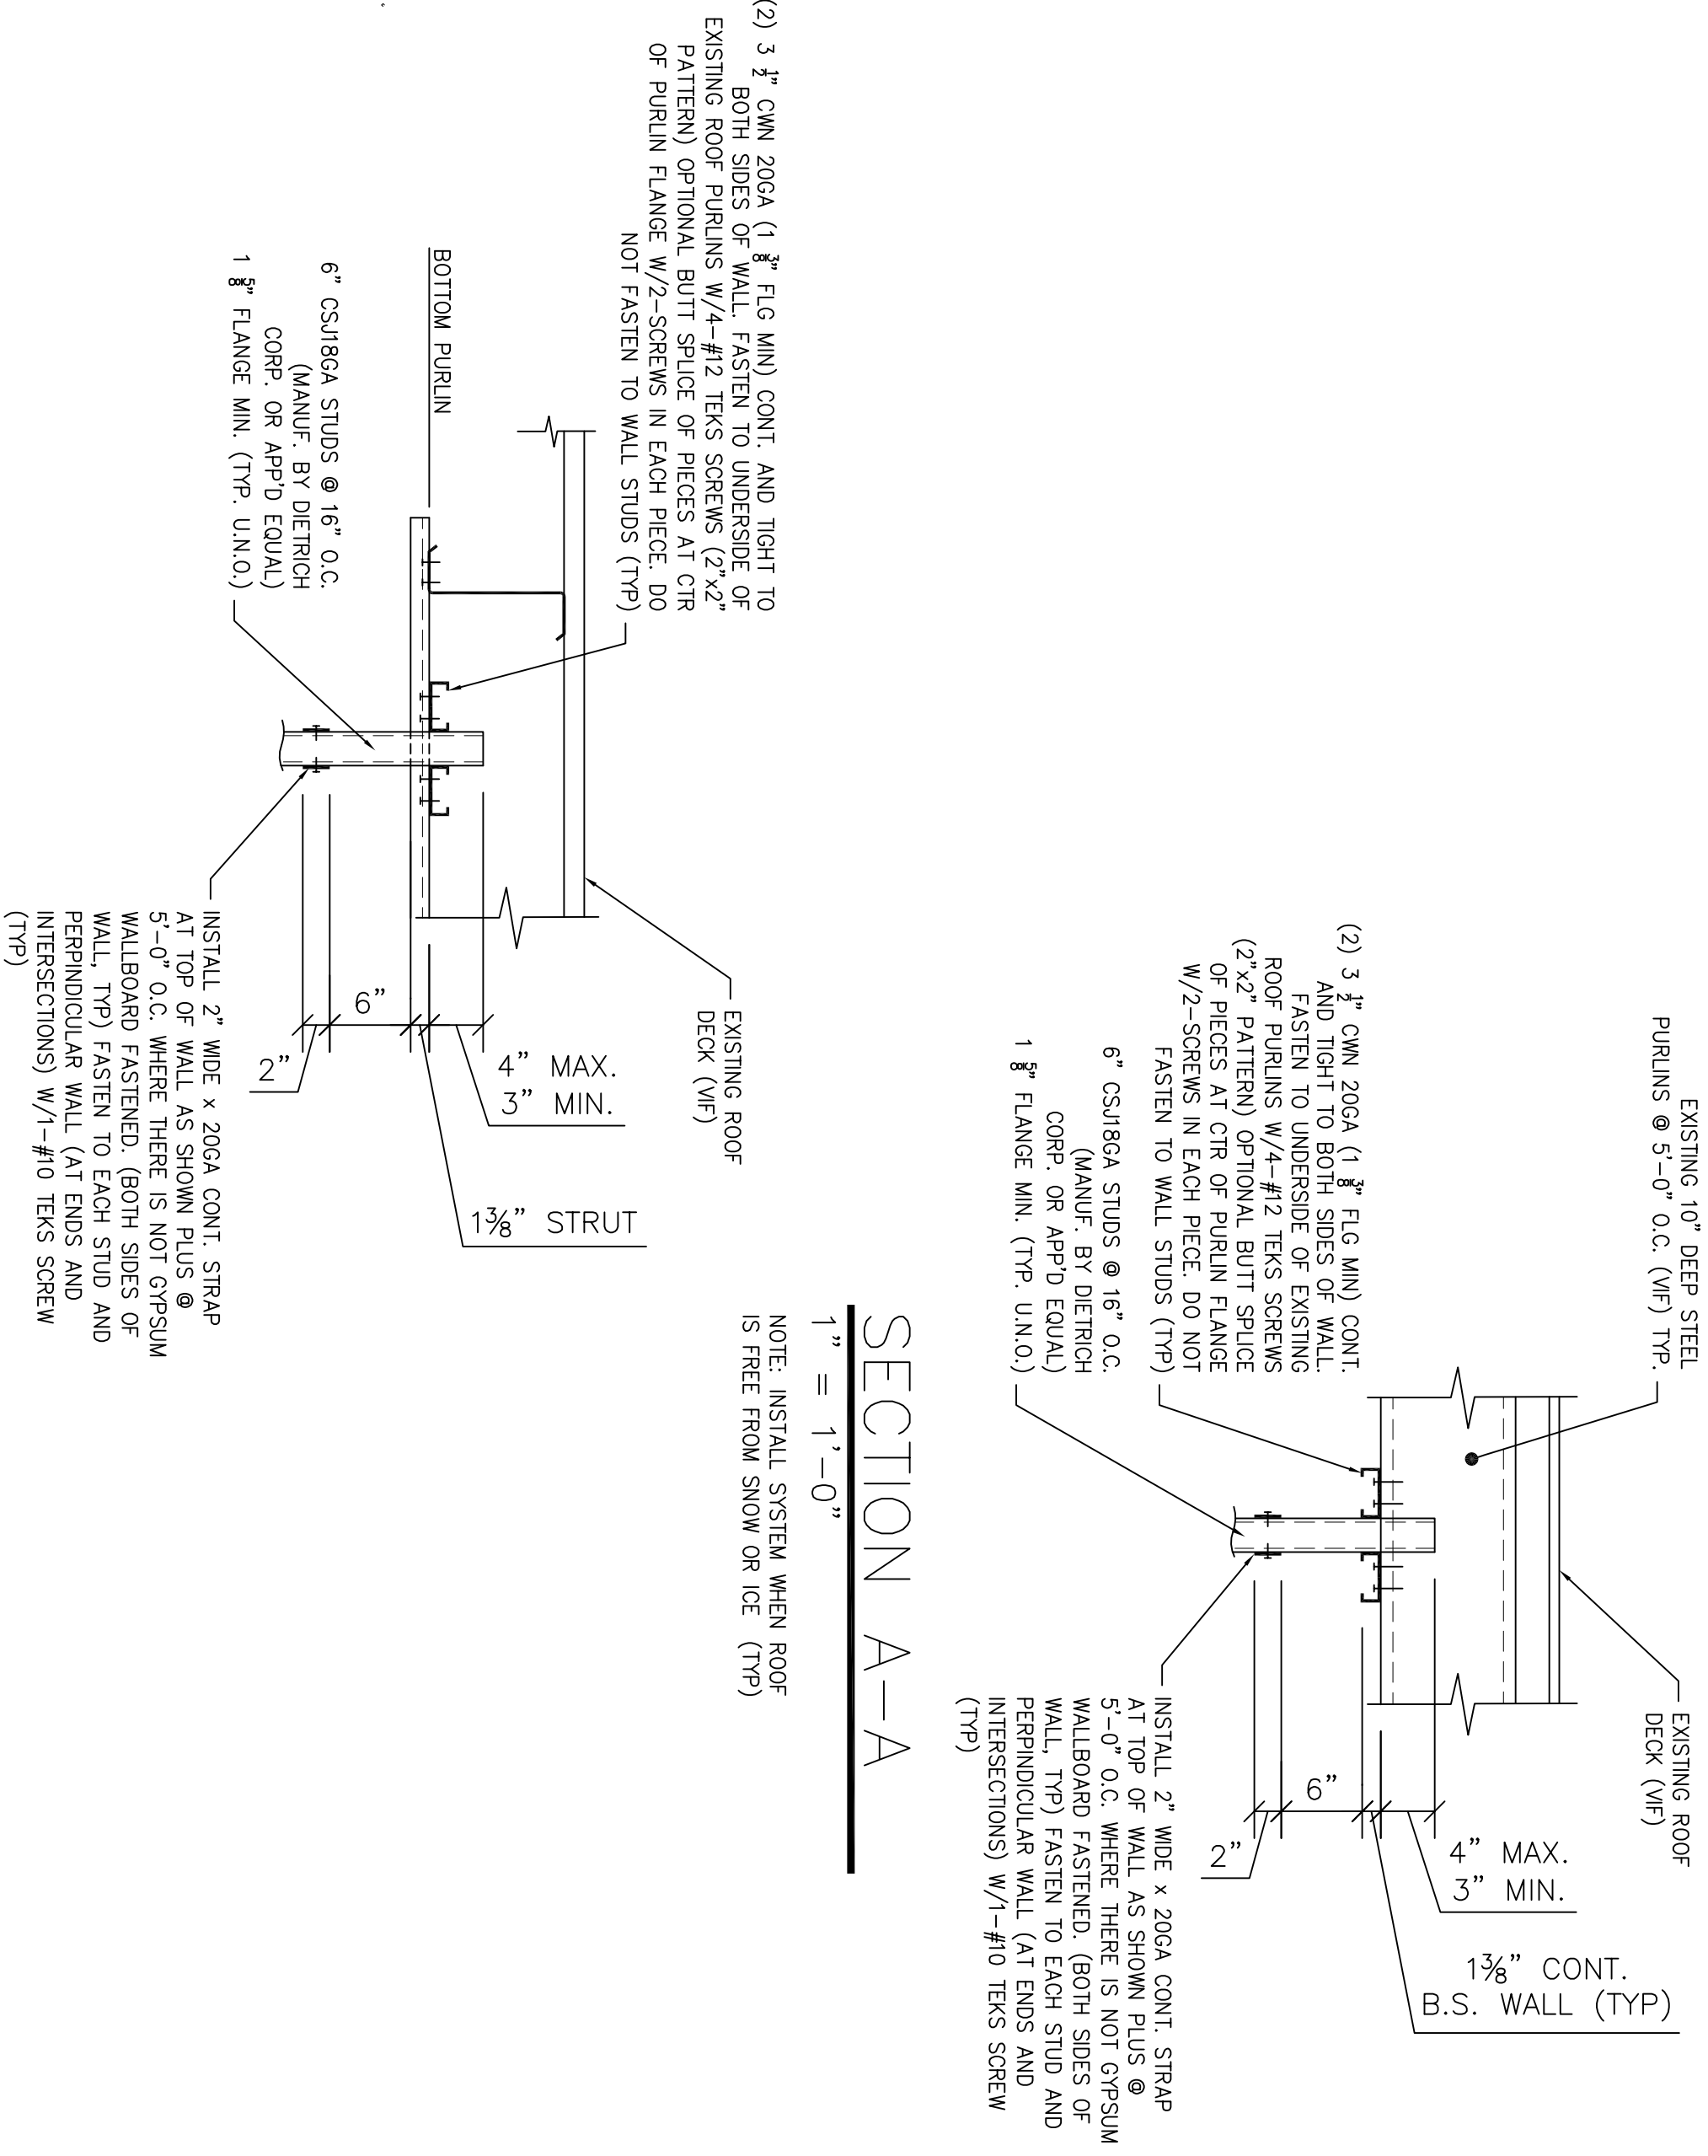 EXISTING 10" DEEP STEEL
PURLINS @ 5'-0" O.C. (VIF) TYP.
EXISTING ROOF
DECK (VIF)
(2) 3 1/2" CWN 20GA (1 3/8" FLG MIN) CONT.
AND TIGHT TO BOTH SIDES OF WALL.
FASTEN TO UNDERSIDE OF EXISTING
ROOF PURLINS W/4-#12 TEKS SCREWS
(2"x2" PATTERN) OPTIONAL BUTT SPLICE
OF PIECES AT CTR OF PURLIN FLANGE
W/2-SCREWS IN EACH PIECE. DO NOT
FASTEN TO WALL STUDS (TYP)
6" CSJ18GA STUDS @ 16" O.C.
(MANUF. BY DIETRICH
CORP. OR APP'D EQUAL)
1 5/8" FLANGE MIN. (TYP. U.N.O.)
4" MAX.
3" MIN.
6"
2"
1⅜" CONT.
B.S. WALL (TYP)
INSTALL 2" WIDE x 20GA CONT. STRAP
AT TOP OF WALL AS SHOWN PLUS @
5'-0" O.C. WHERE THERE IS NOT GYPSUM
WALLBOARD FASTENED. (BOTH SIDES OF
WALL, TYP) FASTEN TO EACH STUD AND
PERPINDICULAR WALL (AT ENDS AND
INTERSECTIONS) W/1-#10 TEKS SCREW
(TYP)
SECTION A-A
1" = 1'-0"
NOTE: INSTALL SYSTEM WHEN ROOF
IS FREE FROM SNOW OR ICE (TYP)
(2) 3 1/2" CWN 20GA (1 3/8" FLG MIN) CONT. AND TIGHT TO
BOTH SIDES OF WALL. FASTEN TO UNDERSIDE OF
EXISTING ROOF PURLINS W/4-#12 TEKS SCREWS (2"x2"
PATTERN) OPTIONAL BUTT SPLICE OF PIECES AT CTR
OF PURLIN FLANGE W/2-SCREWS IN EACH PIECE. DO
NOT FASTEN TO WALL STUDS (TYP)
EXISTING ROOF
DECK (VIF)
BOTTOM PURLIN
6" CSJ18GA STUDS @ 16" O.C.
(MANUF. BY DIETRICH
CORP. OR APP'D EQUAL)
1 5/8" FLANGE MIN. (TYP. U.N.O.)
4" MAX.
3" MIN.
6"
2"
1⅜" STRUT
INSTALL 2" WIDE x 20GA CONT. STRAP
AT TOP OF WALL AS SHOWN PLUS @
5'-0" O.C. WHERE THERE IS NOT GYPSUM
WALLBOARD FASTENED. (BOTH SIDES OF
WALL, TYP) FASTEN TO EACH STUD AND
PERPINDICULAR WALL (AT ENDS AND
INTERSECTIONS) W/1-#10 TEKS SCREW
(TYP)